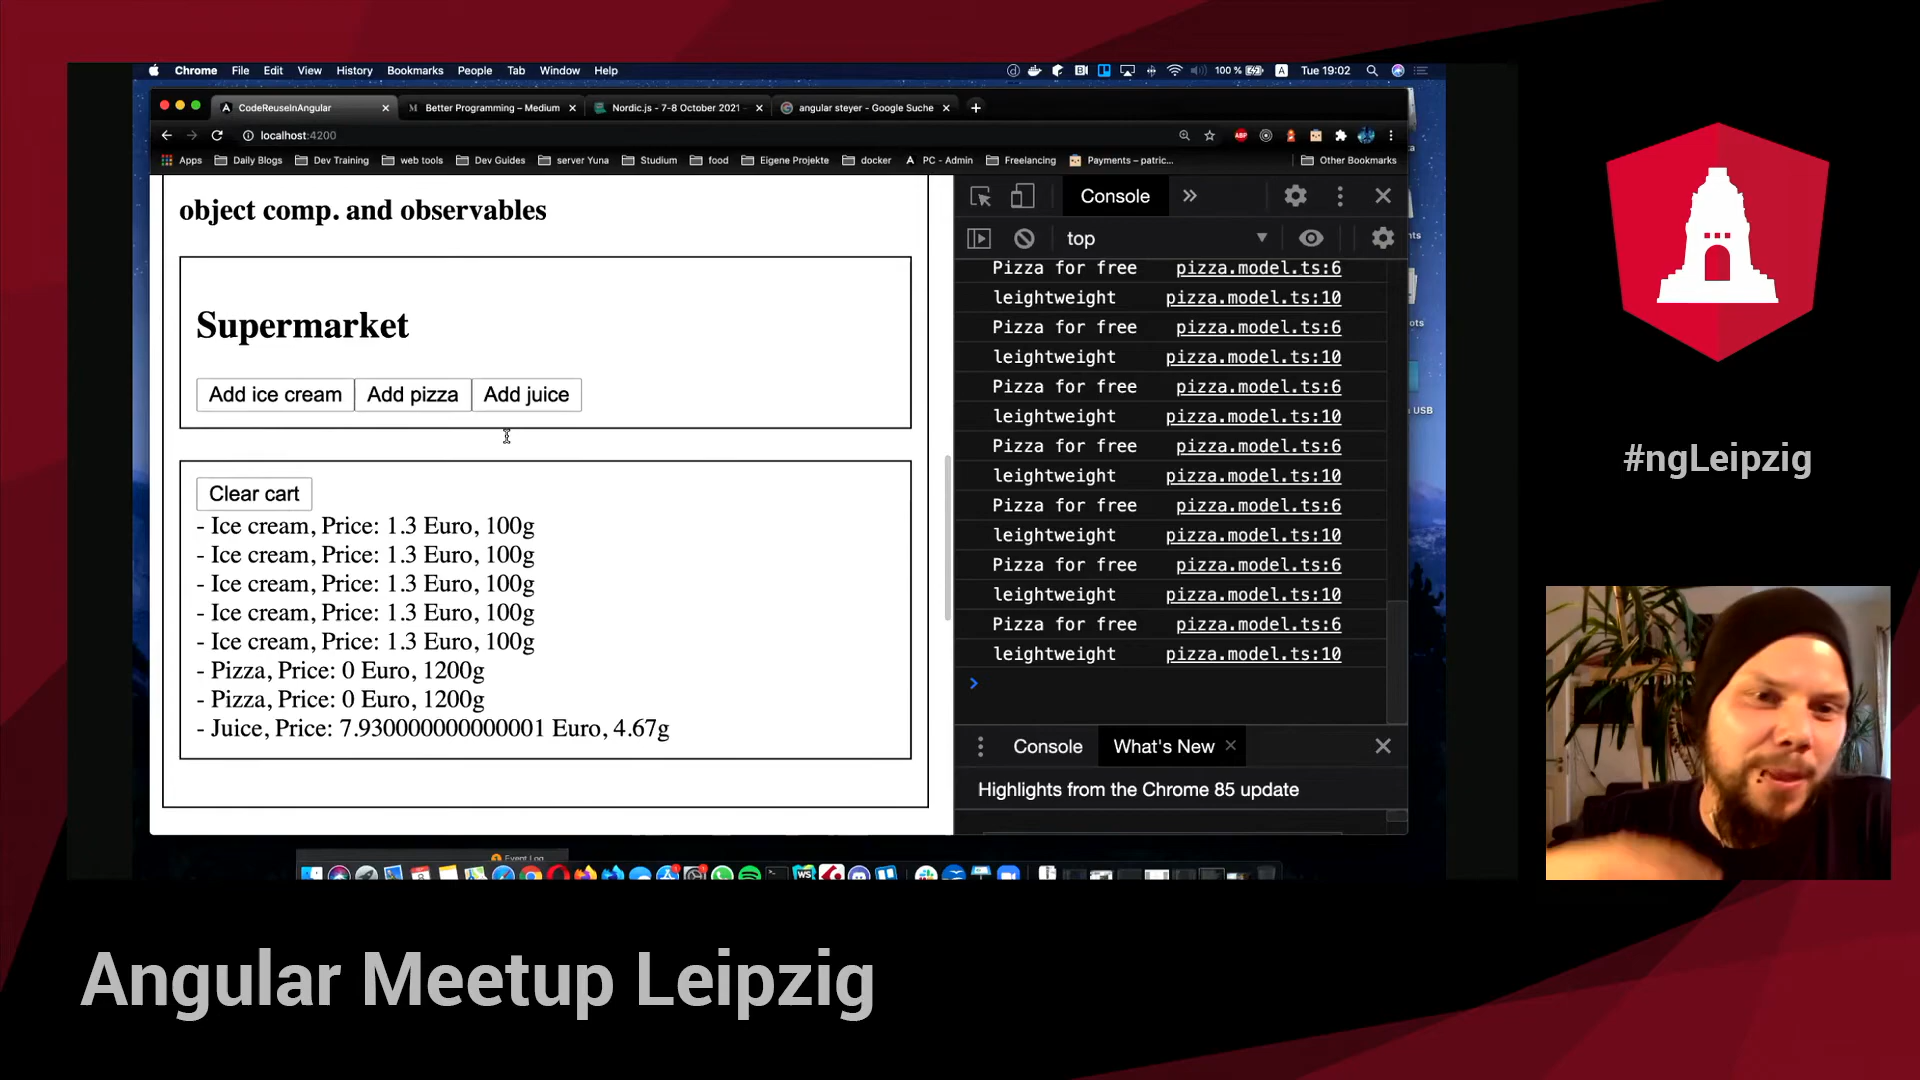 Chrome File Edit View History Bookmarks People Tab Window Help
100 % Tue 19:02
CodeReuseInAngular
Better Programming – Medium
Nordic.js - 7-8 October 2021
angular steyer - Google Suche
localhost:4200
ABP
Apps Daily Blogs Dev Training web tools Dev Guides server Yuna Studium food Eigene Projekte docker PC - Admin Freelancing Payments – patric... Other Bookmarks
object comp. and observables
Supermarket
Add ice cream Add pizza Add juice
Clear cart
- Ice cream, Price: 1.3 Euro, 100g
- Ice cream, Price: 1.3 Euro, 100g
- Ice cream, Price: 1.3 Euro, 100g
- Ice cream, Price: 1.3 Euro, 100g
- Ice cream, Price: 1.3 Euro, 100g
- Pizza, Price: 0 Euro, 1200g
- Pizza, Price: 0 Euro, 1200g
- Juice, Price: 7.930000000000001 Euro, 4.67g
Console
top
Pizza for free pizza.model.ts:6
leightweight pizza.model.ts:10
Pizza for free pizza.model.ts:6
leightweight pizza.model.ts:10
Pizza for free pizza.model.ts:6
leightweight pizza.model.ts:10
Pizza for free pizza.model.ts:6
leightweight pizza.model.ts:10
Pizza for free pizza.model.ts:6
leightweight pizza.model.ts:10
Pizza for free pizza.model.ts:6
leightweight pizza.model.ts:10
Pizza for free pizza.model.ts:6
leightweight pizza.model.ts:10
Console What's New
Highlights from the Chrome 85 update
USB
Event Log
WS
#ngLeipzig
Angular Meetup Leipzig